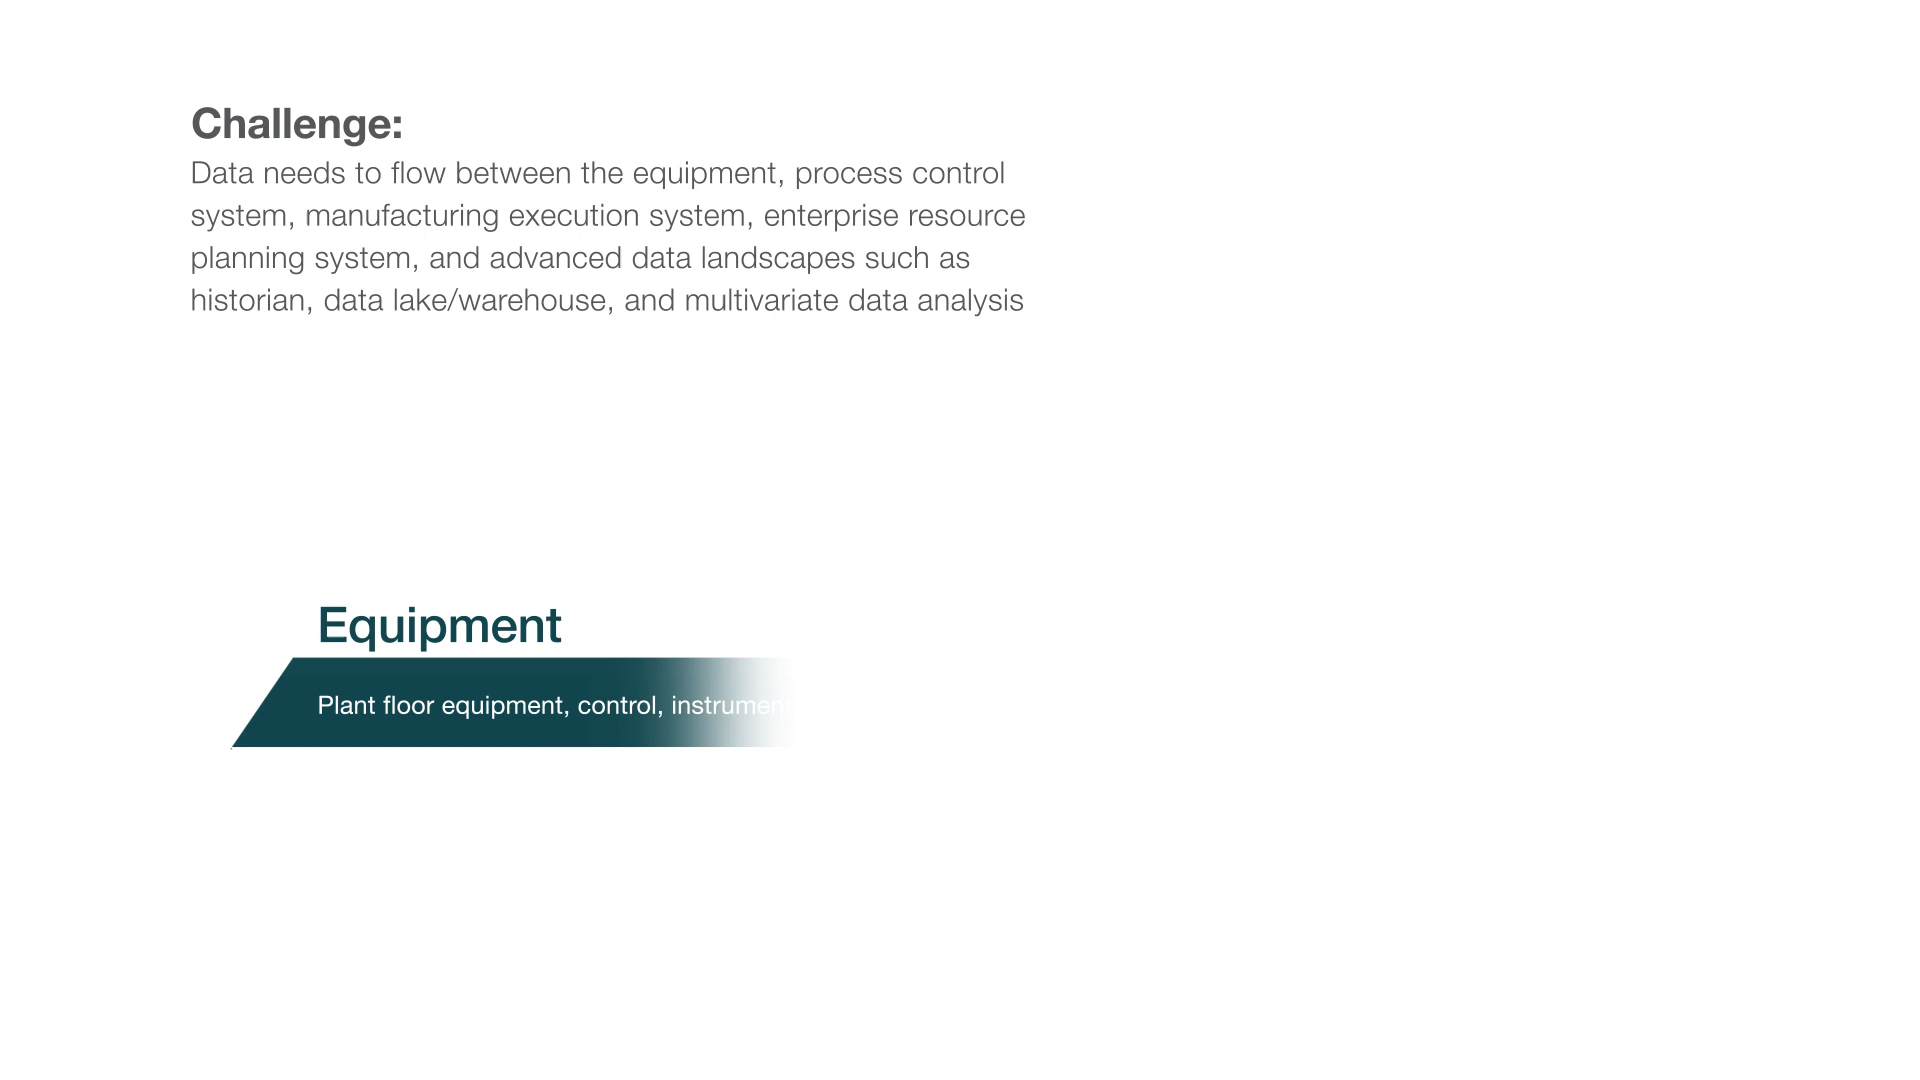 Challenge:
Data needs to flow between the equipment, process control
system, manufacturing execution system, enterprise resource
planning system, and advanced data landscapes such as
historian, data lake/warehouse, and multivariate data analysis
Equipment
Plant floor equipment, control,